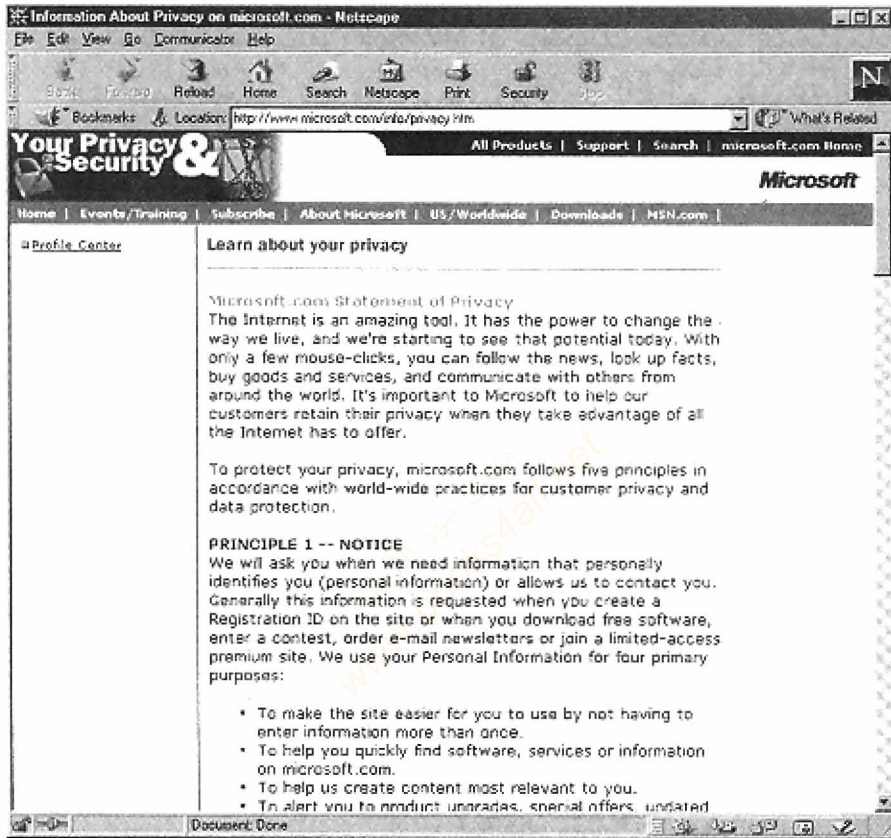 Information About Privacy on microsoft.com - Netscape
File Edit View Go Communicator Help
Back Forward Reload Home Search Netscape Print Security Stop
N
Bookmarks Location: http://www.microsoft.com/info/privacy.htm What's Related
Your Privacy & Security
All Products | Support | Search | microsoft.com Home
Microsoft
Home | Events/Training | Subscribe | About Microsoft | US/Worldwide | Downloads | MSN.com |
Profile Center
Learn about your privacy
Microsoft.com Statement of Privacy
The Internet is an amazing tool. It has the power to change the
way we live, and we're starting to see that potential today. With
only a few mouse-clicks, you can follow the news, look up facts,
buy goods and services, and communicate with others from
around the world. It's important to Microsoft to help our
customers retain their privacy when they take advantage of all
the Internet has to offer.
To protect your privacy, microsoft.com follows five principles in
accordance with world-wide practices for customer privacy and
data protection.
PRINCIPLE 1 -- NOTICE
We will ask you when we need information that personally
identifies you (personal information) or allows us to contact you.
Generally this information is requested when you create a
Registration ID on the site or when you download free software,
enter a contest, order e-mail newsletters or join a limited-access
premium site. We use your Personal Information for four primary
purposes:
• To make the site easier for you to use by not having to
enter information more than once.
• To help you quickly find software, services or information
on microsoft.com.
• To help us create content most relevant to you.
• To alert you to product upgrades, special offers, updated
Document: Done